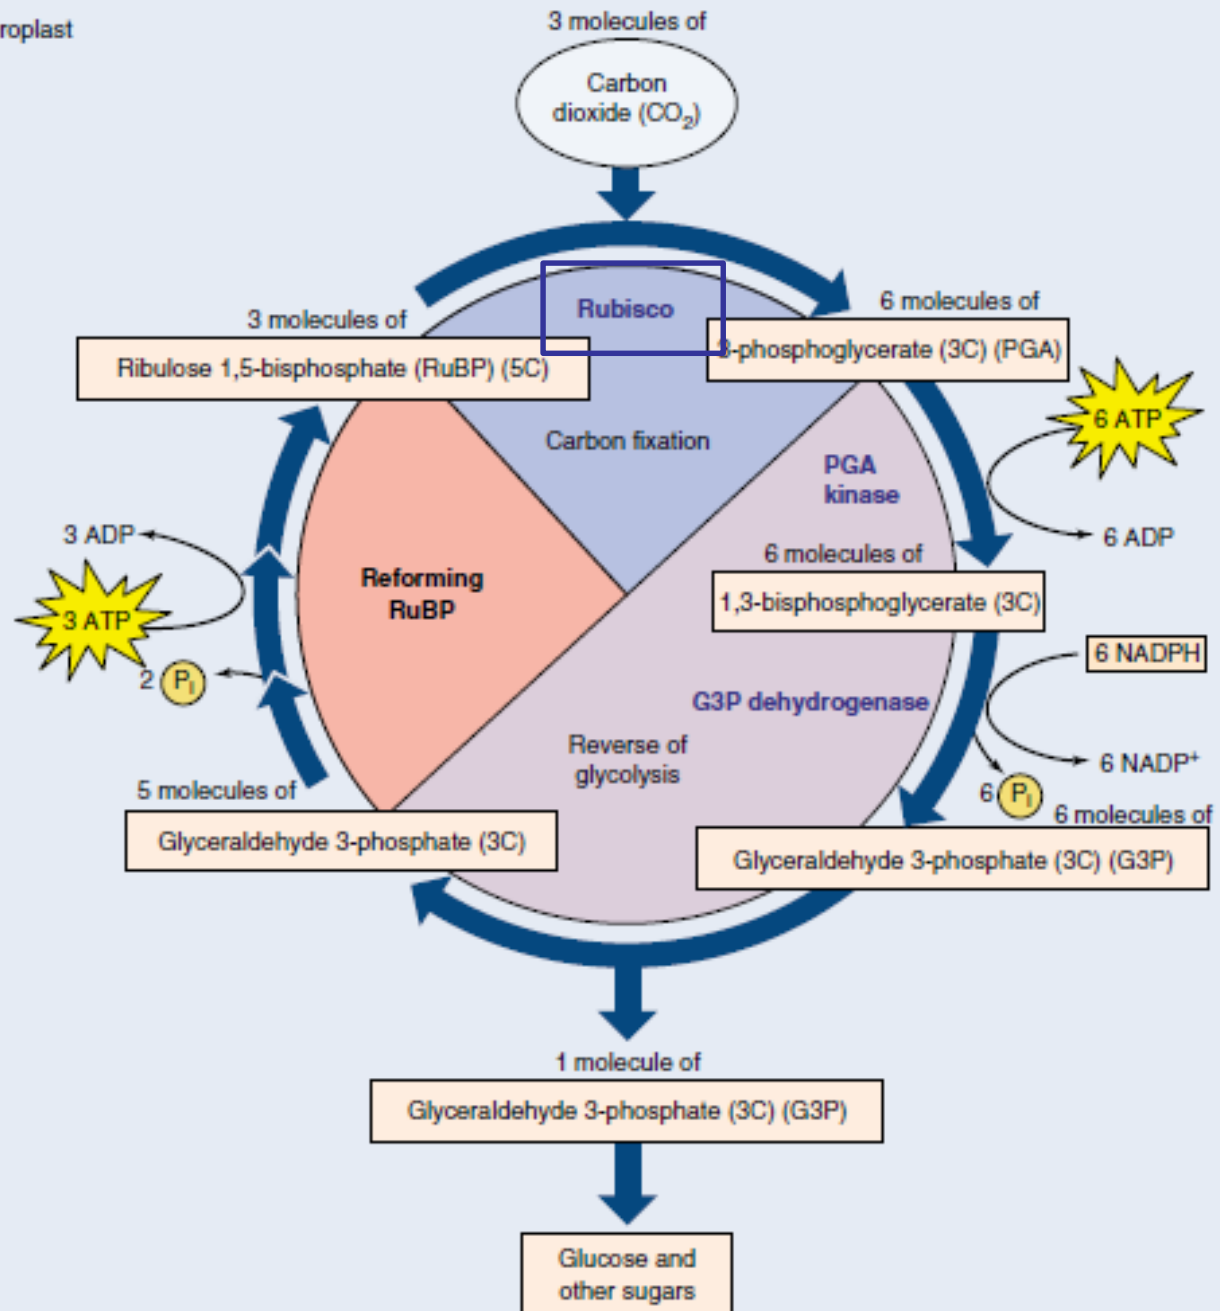 roplast
3 molecules of
Carbon
dioxide (CO2)
Rubisco
3 molecules of
Ribulose 1,5-bisphosphate (RuBP) (5C)
6 molecules of
3-phosphoglycerate (3C) (PGA)
6 ATP
6 ADP
Carbon fixation
PGA
kinase
6 molecules of
1,3-bisphosphoglycerate (3C)
3 ADP
3 ATP
2 Pi
Reforming
RuBP
6 NADPH
6 NADP+
6 Pi
G3P dehydrogenase
Reverse of
glycolysis
5 molecules of
Glyceraldehyde 3-phosphate (3C)
6 molecules of
Glyceraldehyde 3-phosphate (3C) (G3P)
1 molecule of
Glyceraldehyde 3-phosphate (3C) (G3P)
Glucose and
other sugars